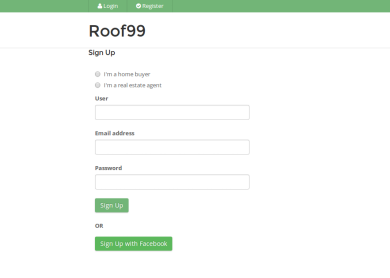 Login Register
Roof99
Sign Up
I'm a home buyer
I'm a real estate agent
User
Email address
Password
Sign Up
OR
Sign Up with Facebook